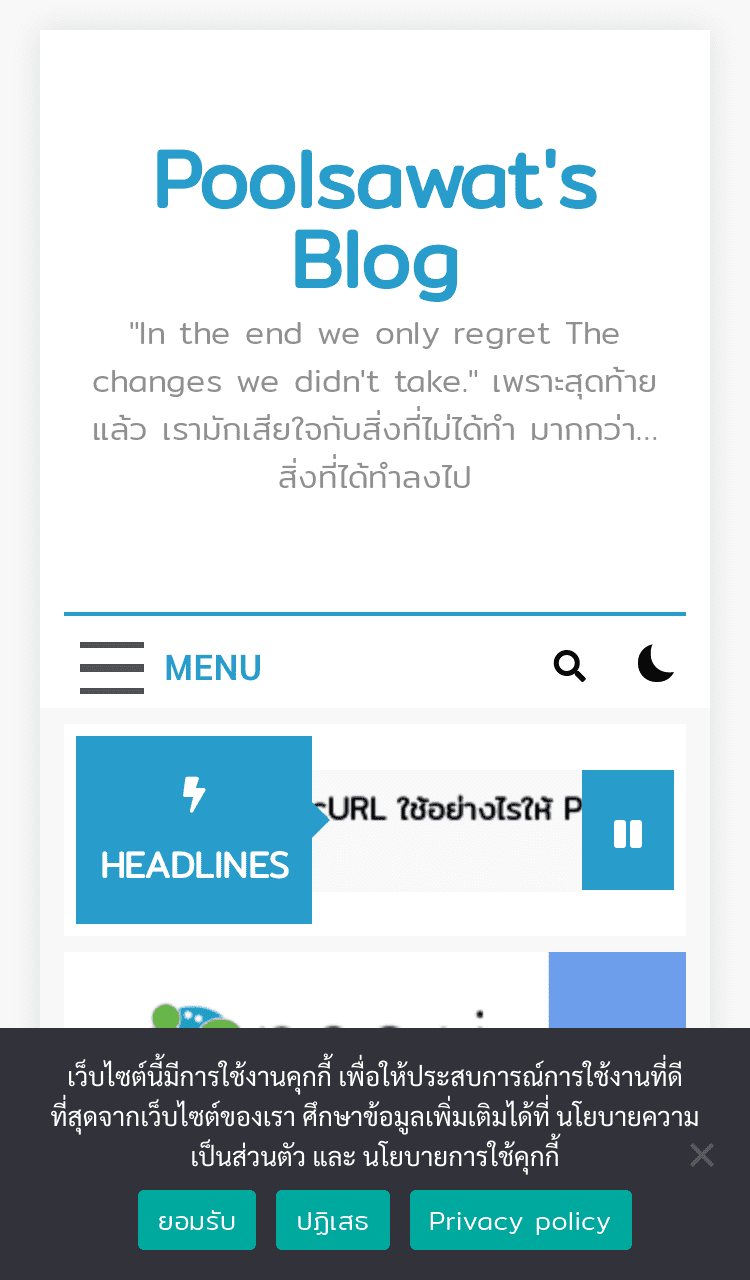 Poolsawat's
Blog
"In the end we only regret The
changes we didn't take." เพราะสุดท้าย
แล้ว เรามักเสียใจกับสิ่งที่ไม่ได้ทำ มากกว่า...
สิ่งที่ได้ทำลงไป
MENU
HEADLINES
URL ใช้อย่างไรให้ P
เว็บไซต์นี้มีการใช้งานคุกกี้ เพื่อให้ประสบการณ์การใช้งานที่ดี
ที่สุดจากเว็บไซต์ของเรา ศึกษาข้อมูลเพิ่มเติมได้ที่ นโยบายความ
เป็นส่วนตัว และ นโยบายการใช้คุกกี้
ยอมรับ
ปฏิเสธ
Privacy policy